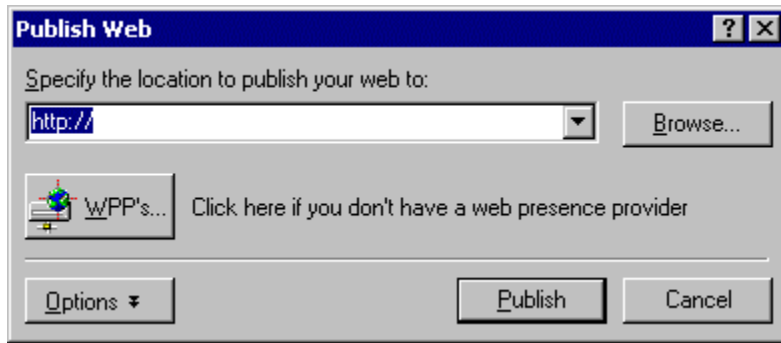 Publish Web
Specify the location to publish your web to:
http://
Browse...
WPP's...
Click here if you don't have a web presence provider
Options
Publish
Cancel